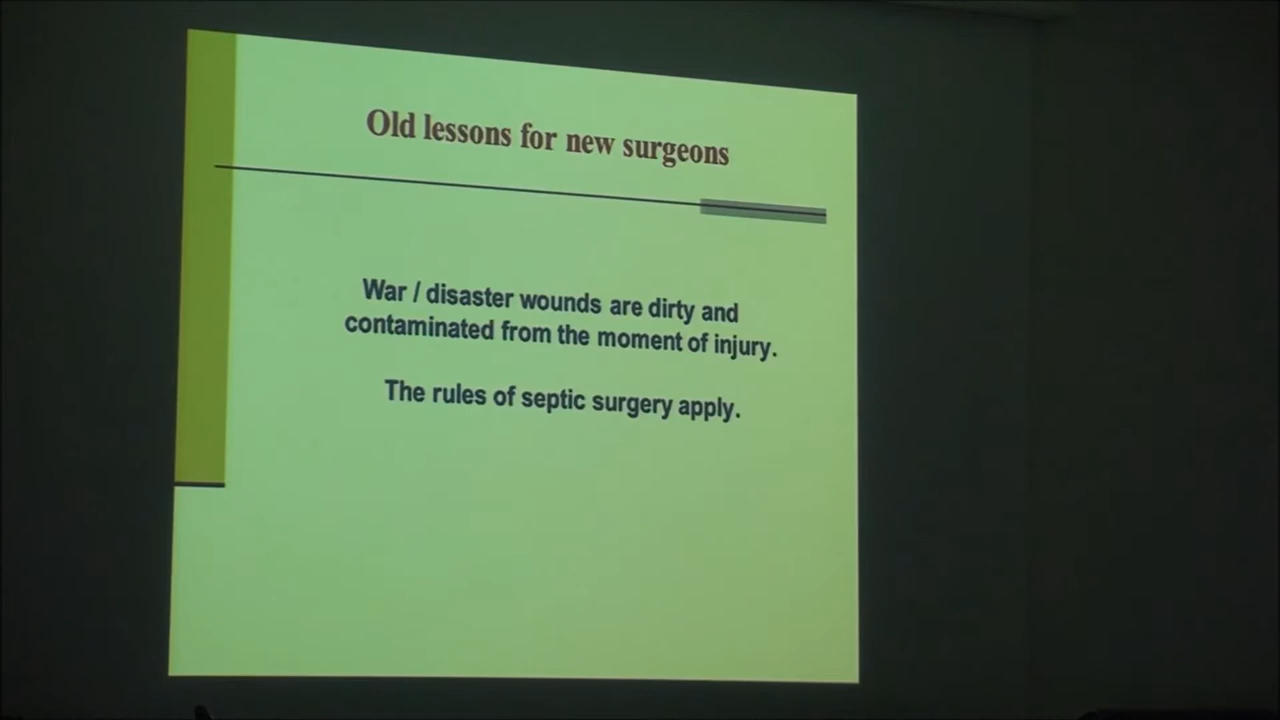 Old lessons for new surgeons
War / disaster wounds are dirty and
contaminated from the moment of injury.
The rules of septic surgery apply.